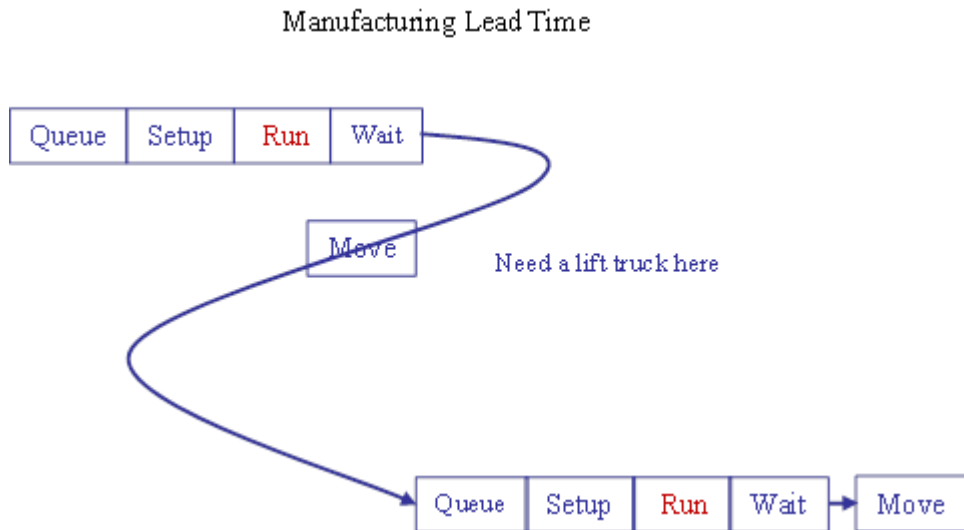 Manufacturing Lead Time
Queue Setup Run Wait
Move
Need a lift truck here
Queue Setup Run Wait Move